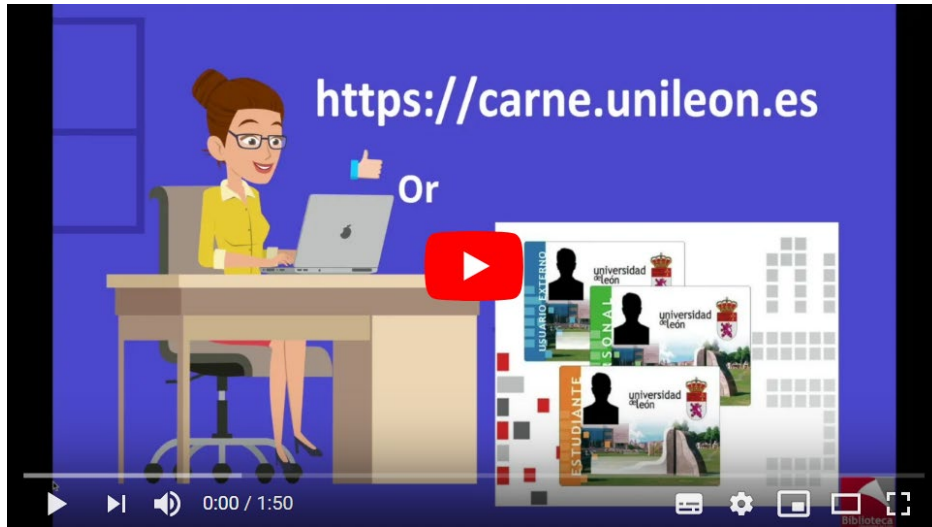 https://carne.unileon.es
Or
USUARIO EXTERNO
universidad
de león
SONAL
universidad
de león
ESTUDIANTE
universidad
de león
0:00 / 1:50
Biblioteca